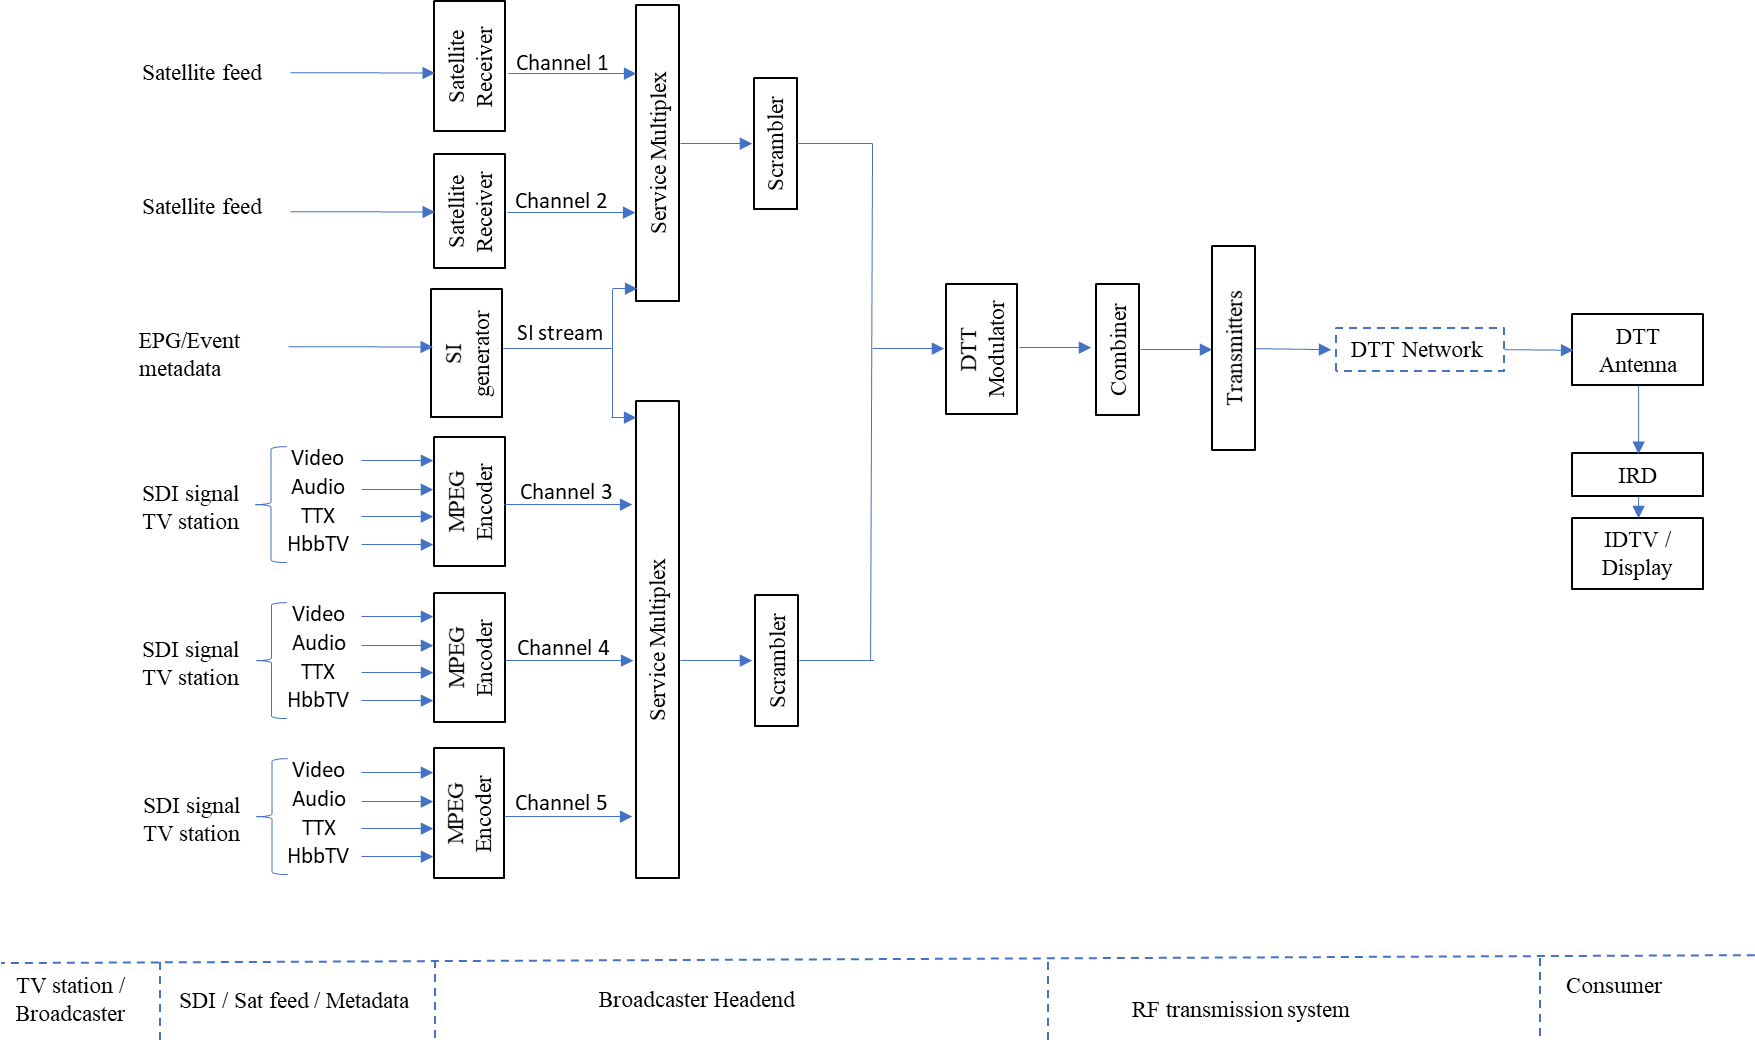 Satellite feed
Satellite
Receiver
Channel 1
Satellite feed
Satellite
Receiver
Channel 2
Service Multiplex
Scrambler
EPG/Event
metadata
SI
generator
SI stream
SDI signal
TV station
Video
Audio
TTX
HbbTV
MPEG
Encoder
Channel 3
SDI signal
TV station
Video
Audio
TTX
HbbTV
MPEG
Encoder
Channel 4
SDI signal
TV station
Video
Audio
TTX
HbbTV
MPEG
Encoder
Channel 5
Service Multiplex
Scrambler
DTT
Modulator
Combiner
Transmitters
DTT Network
DTT
Antenna
IRD
IDTV /
Display
TV station /
Broadcaster
SDI / Sat feed / Metadata
Broadcaster Headend
RF transmission system
Consumer